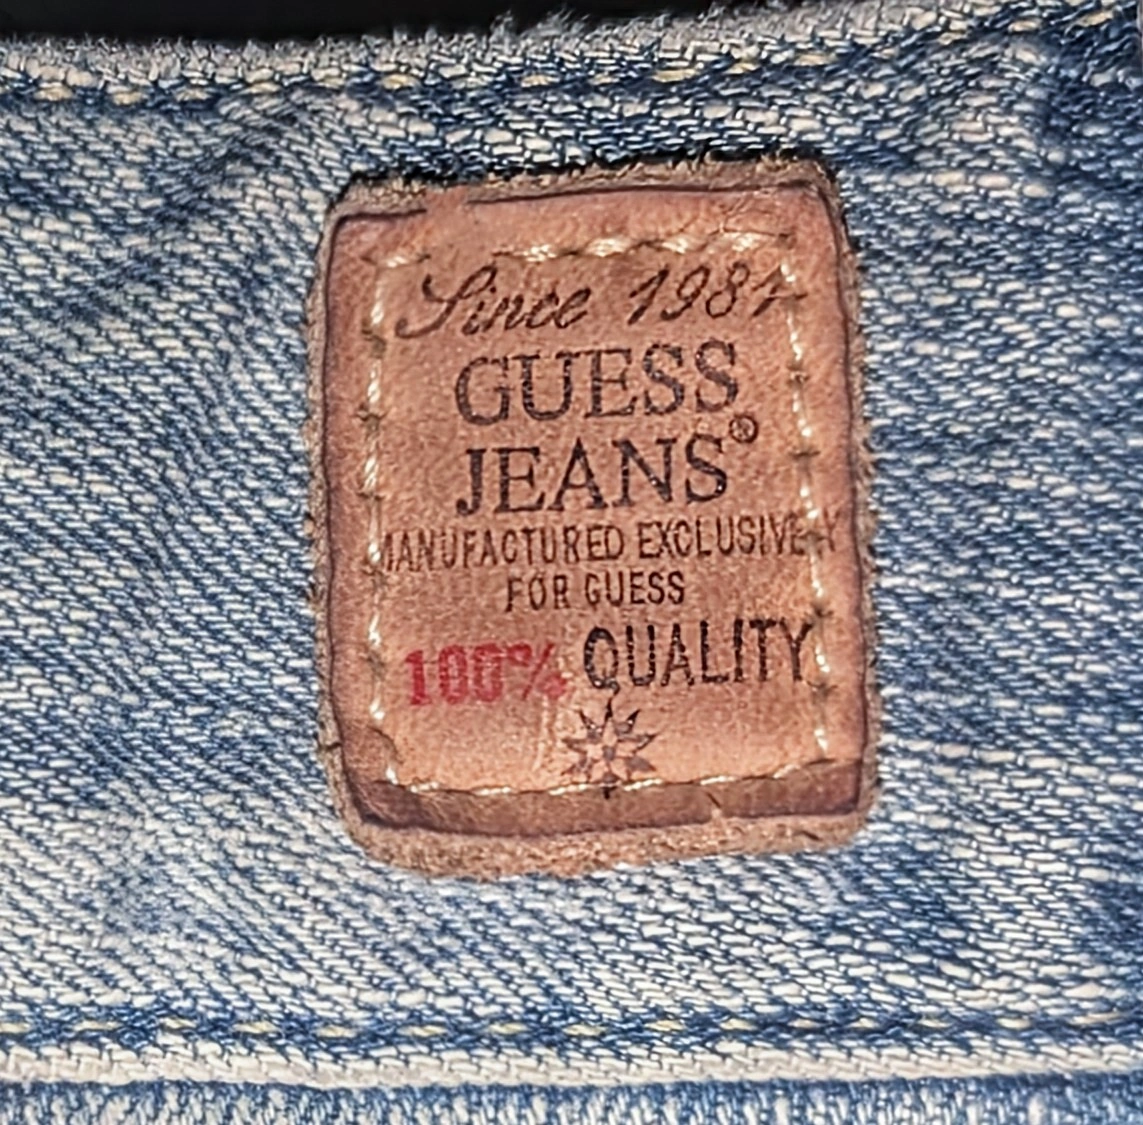 Since 1981
GUESS
JEANS®
MANUFACTURED EXCLUSIVELY
FOR GUESS
100% QUALITY